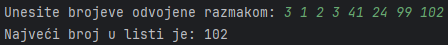 Unesite brojeve odvojene razmakom: 3 1 2 3 41 24 99 102
Najveći broj u listi je: 102